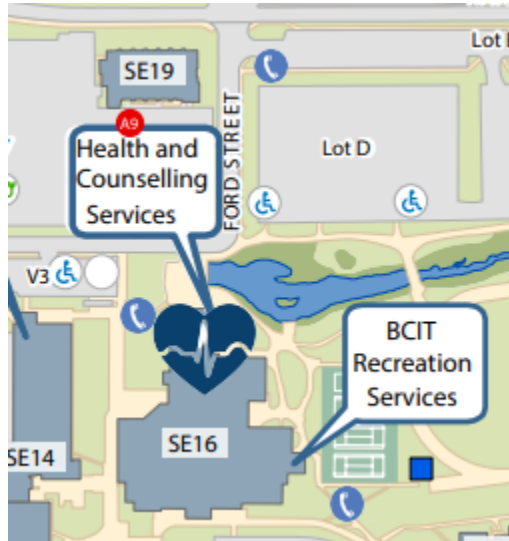 SE19
Lot
A9
Health and
Counselling
Services
FORD STREET
Lot D
V3
BCIT
Recreation
Services
SE16
SE14